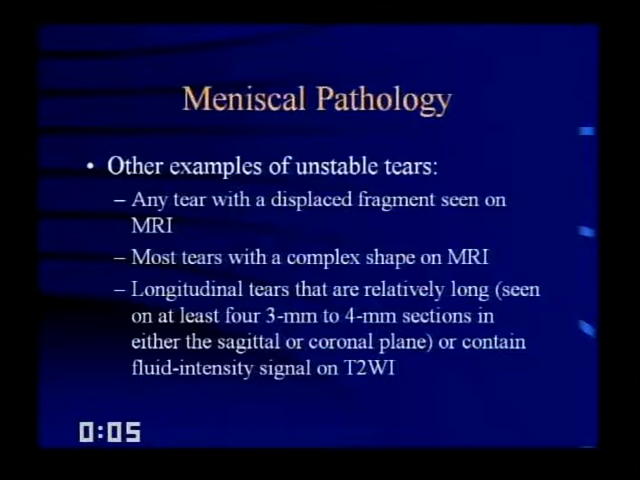 Meniscal Pathology
• Other examples of unstable tears:
– Any tear with a displaced fragment seen on
MRI
– Most tears with a complex shape on MRI
– Longitudinal tears that are relatively long (seen
on at least four 3-mm to 4-mm sections in
either the sagittal or coronal plane) or contain
fluid-intensity signal on T2WI
0:05